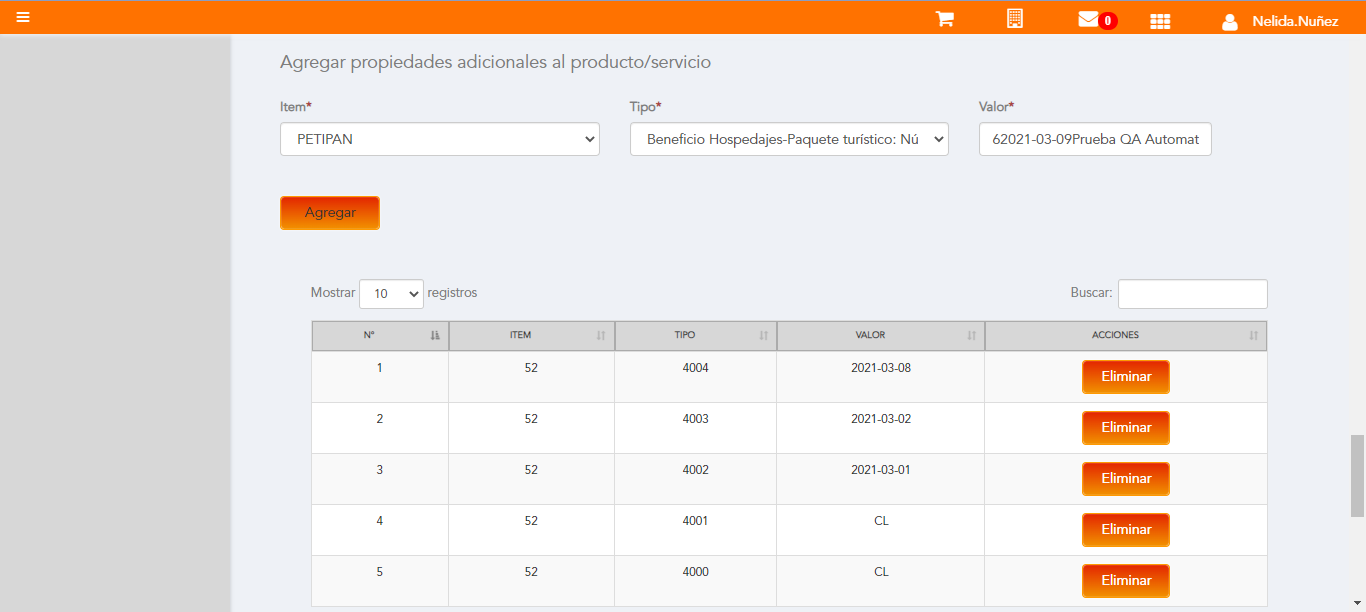 0 Nelida.Nuñez
Agregar propiedades adicionales al producto/servicio
Item* Tipo* Valor*
PETIPAN Beneficio Hospedajes-Paquete turístico: Nú 62021-03-09Prueba QA Automat
Agregar
Mostrar 10 registros Buscar:
N° ITEM TIPO VALOR ACCIONES
1 52 4004 2021-03-08 Eliminar
2 52 4003 2021-03-02 Eliminar
3 52 4002 2021-03-01 Eliminar
4 52 4001 CL Eliminar
5 52 4000 CL Eliminar